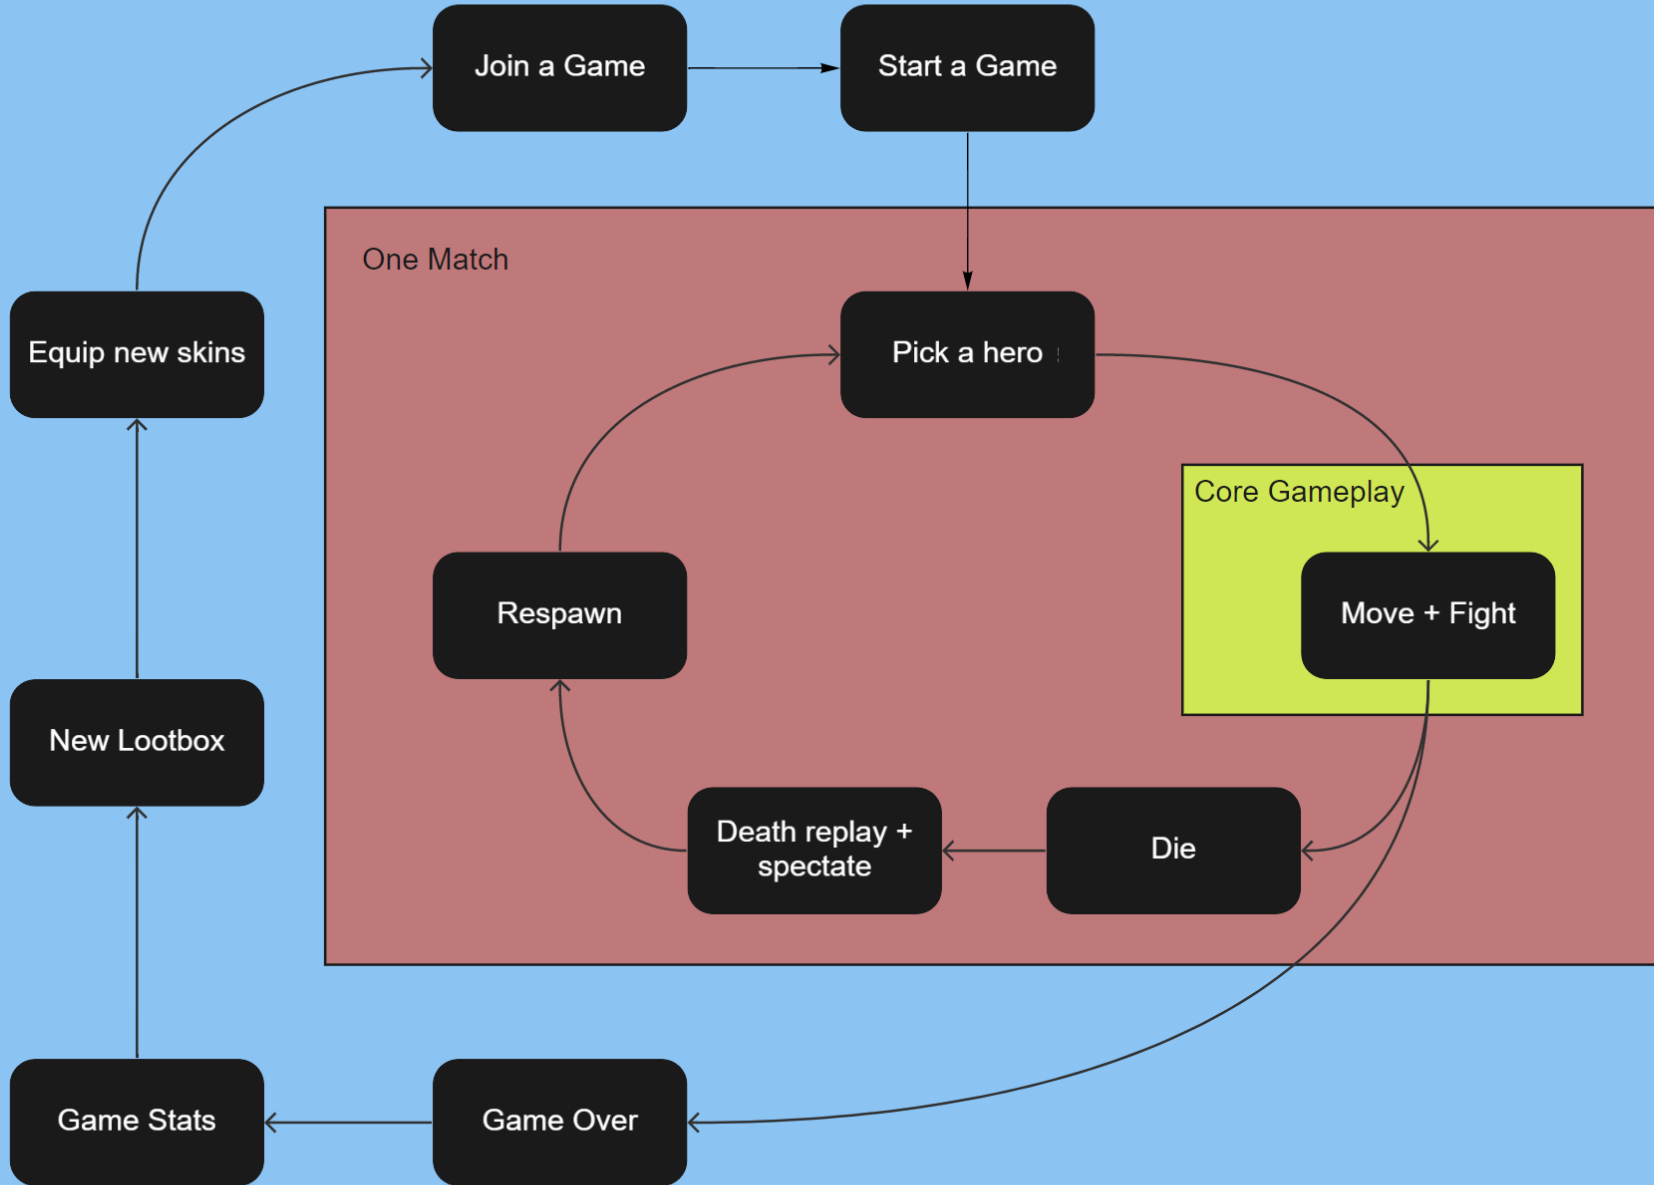 Join a Game
Start a Game
One Match
Equip new skins
Pick a hero
Core Gameplay
Respawn
Move + Fight
New Lootbox
Death replay +
spectate
Die
Game Stats
Game Over